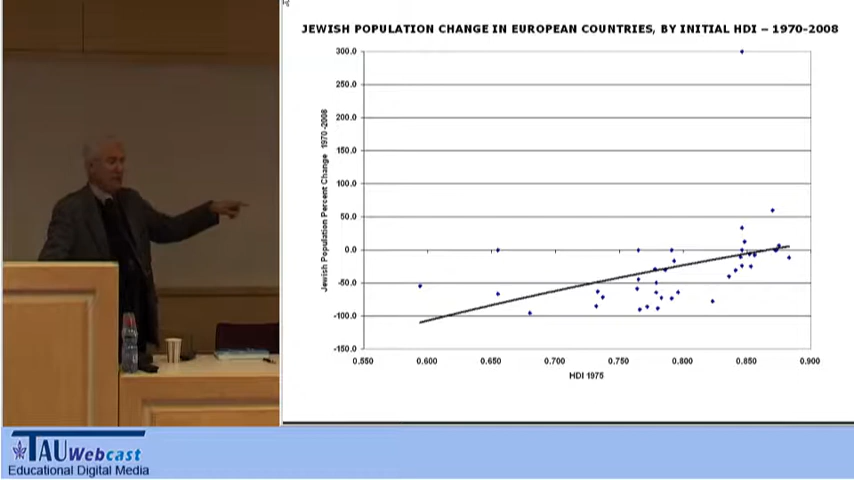 JEWISH POPULATION CHANGE IN EUROPEAN COUNTRIES, BY INITIAL HDI – 1970-2008
Jewish Population Percent Change 1970-2008
300.0
250.0
200.0
150.0
100.0
50.0
0.0
-50.0
-100.0
-150.0
0.550 0.600 0.650 0.700 0.750 0.800 0.850 0.900
HDI 1975
TAU Webcast
Educational Digital Media